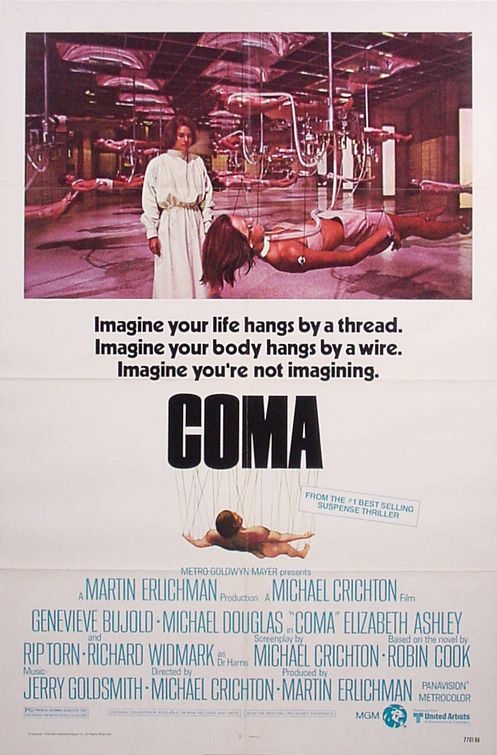 Imagine your life hangs by a thread.
Imagine your body hangs by a wire.
Imagine you're not imagining.
COMA
FROM THE #1 BEST SELLING
SUSPENSE THRILLER
METRO-GOLDWYN-MAYER presents
A MARTIN ERLICHMAN Production A MICHAEL CRICHTON Film
GENEVIEVE BUJOLD · MICHAEL DOUGLAS in "COMA" ELIZABETH ASHLEY
and Screenplay by Based on the novel by
RIP TORN · RICHARD WIDMARK as Dr. Harris MICHAEL CRICHTON · ROBIN COOK
Music Directed by Produced by
JERRY GOLDSMITH · MICHAEL CRICHTON · MARTIN ERLICHMAN
PANAVISION
METROCOLOR
PG
MGM
United Artists
770186